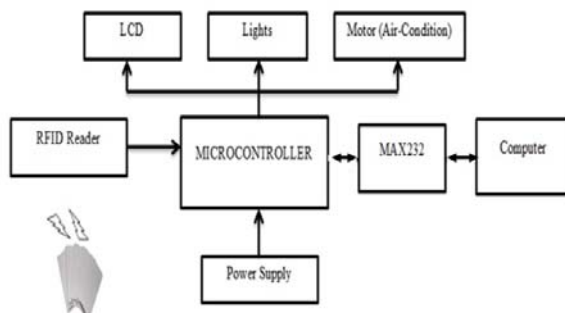 LCD
Lights
Motor (Air-Condition)
RFID Reader
MICROCONTROLLER
MAX232
Computer
Power Supply